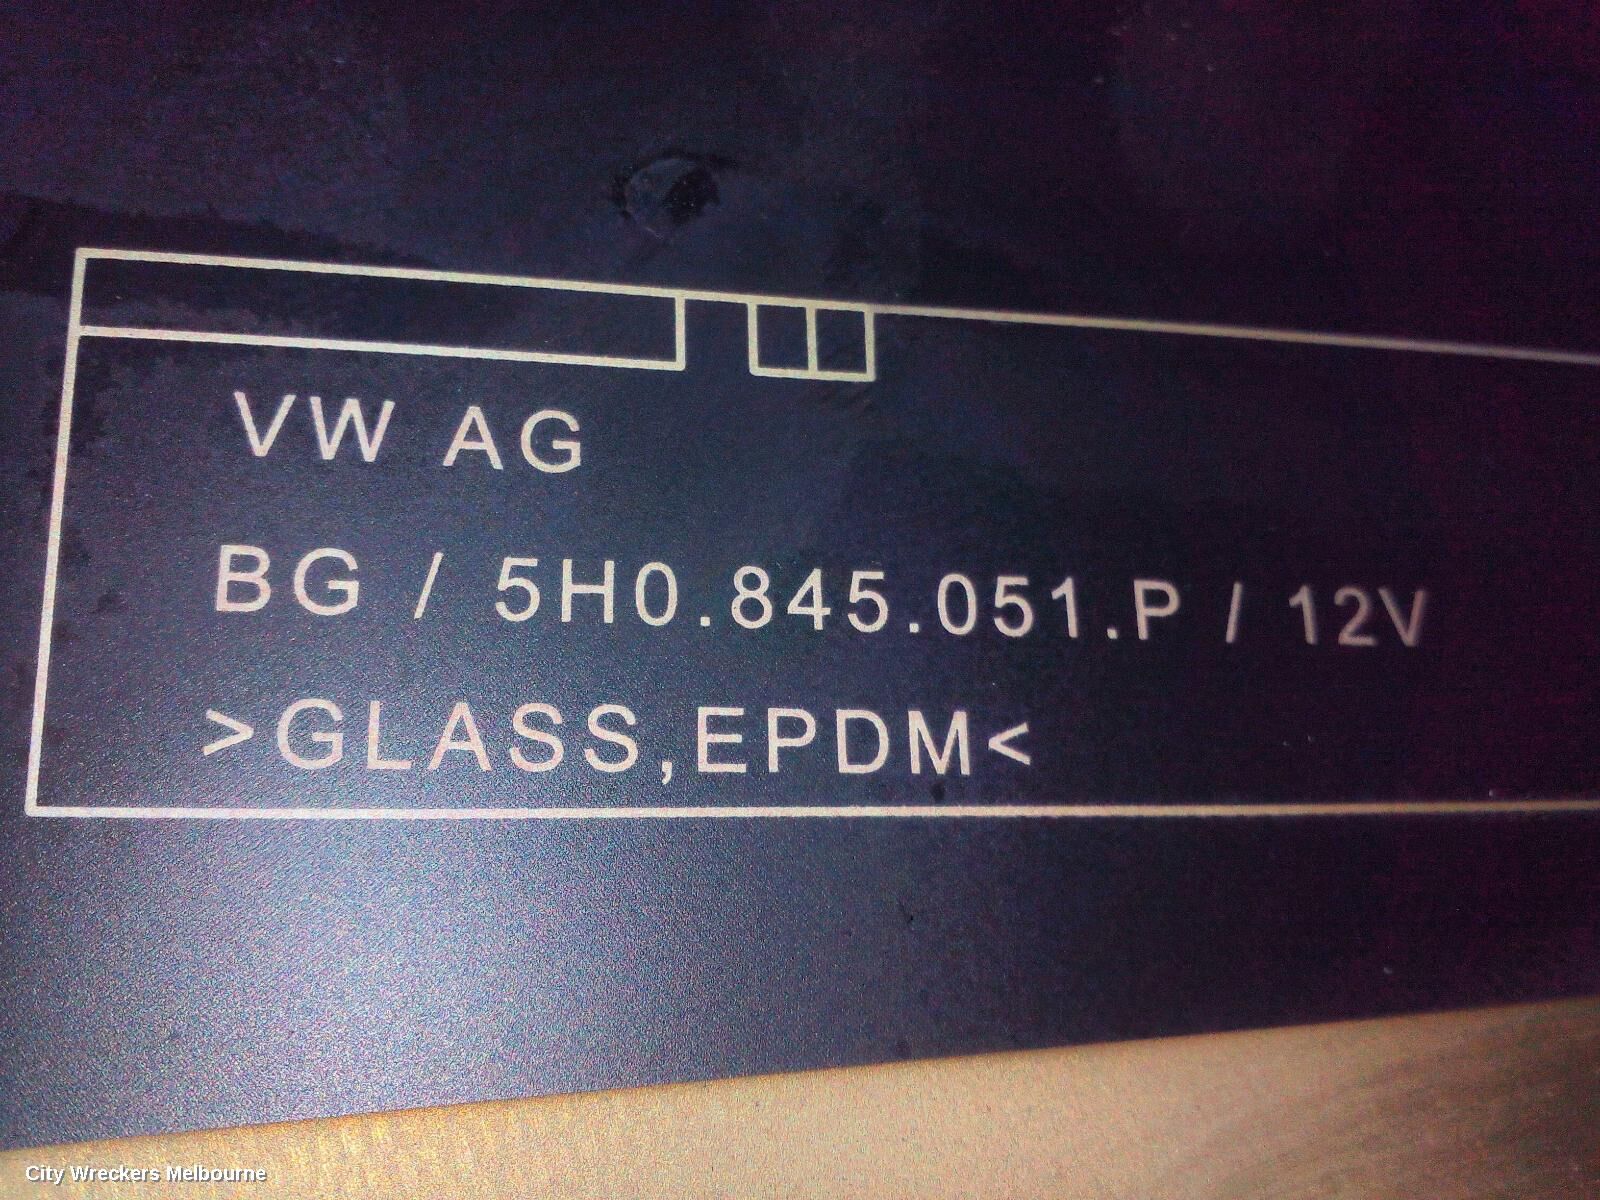 VW AG
BG / 5H0.845.051.P / 12V
>GLASS,EPDM<
City Wreckers Melbourne